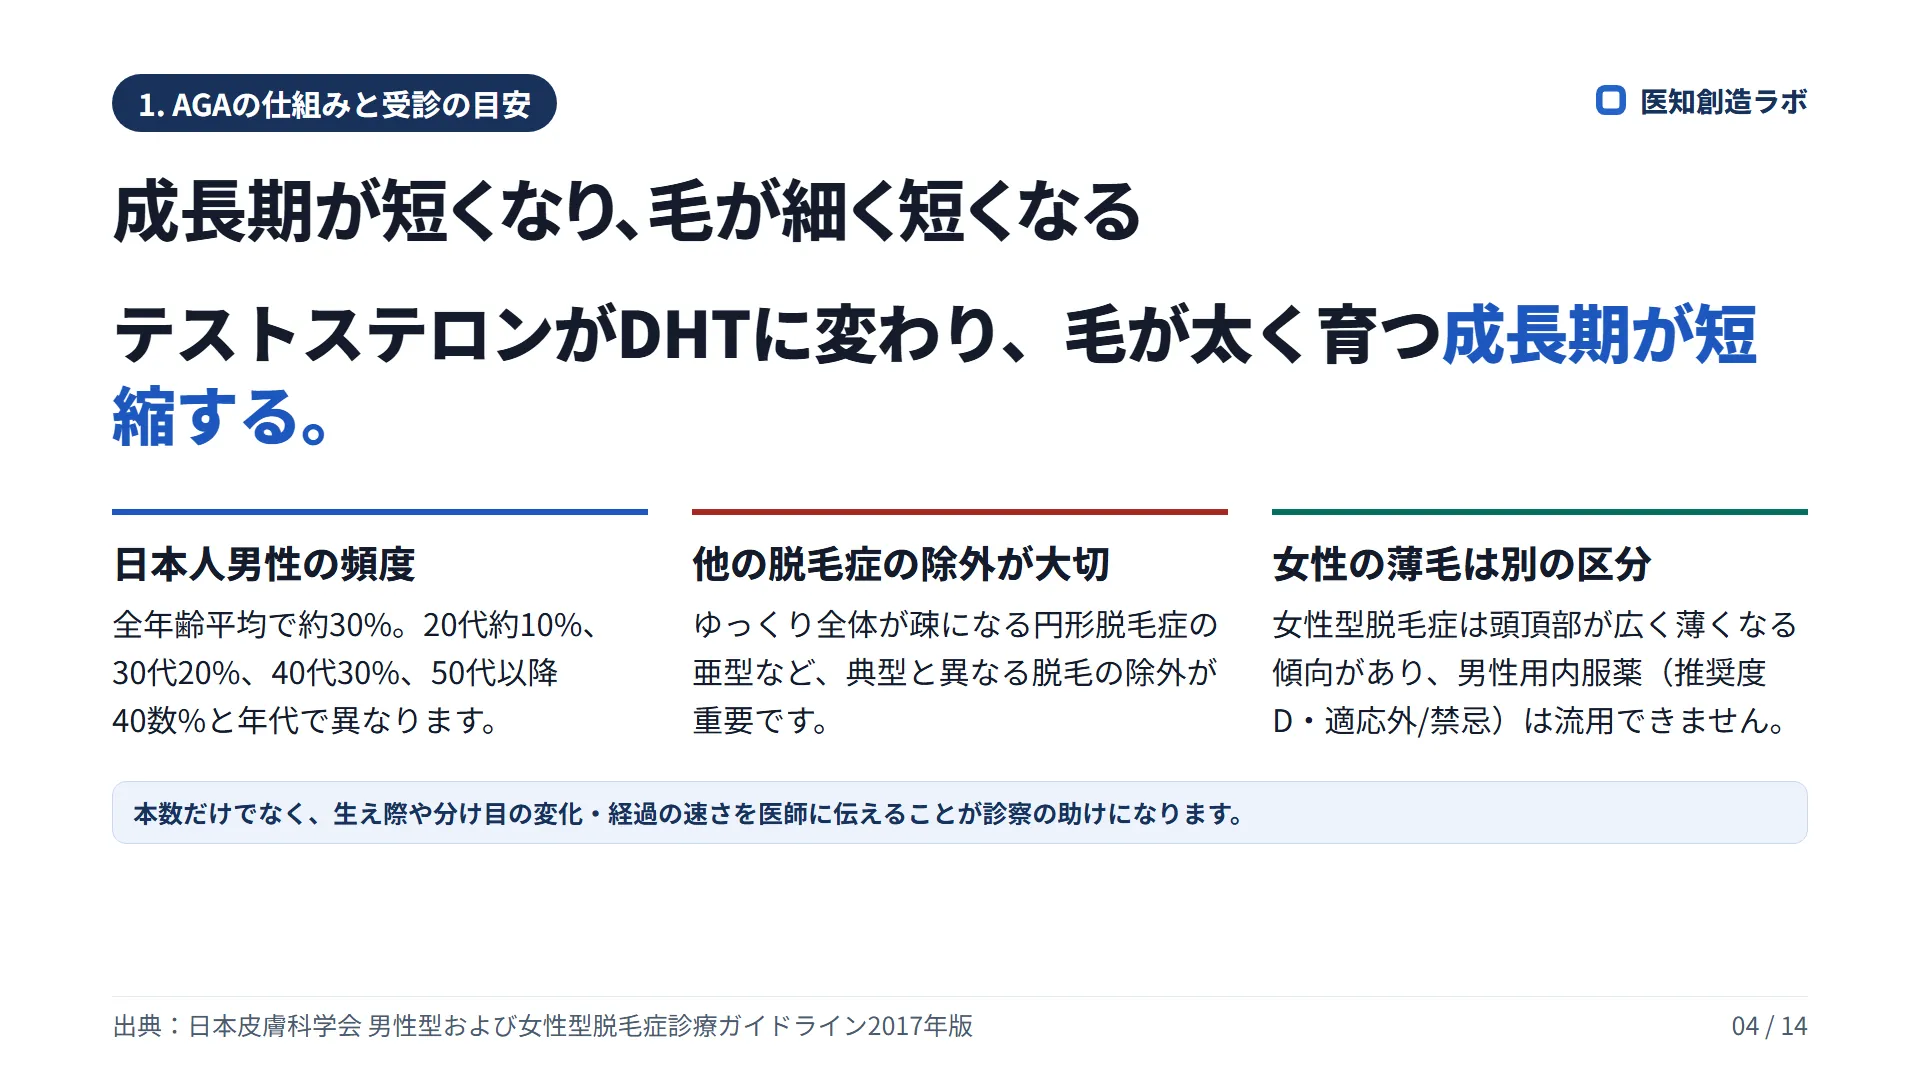 1. AGAの仕組みと受診の目安
医知創造ラボ
成長期が短くなり、毛が細く短くなる
テストステロンがDHTに変わり、毛が太く育つ成長期が短
縮する。
日本人男性の頻度
全年齢平均で約30%。20代約10%、
30代20%、40代30%、50代以降
40数%と年代で異なります。
他の脱毛症の除外が大切
ゆっくり全体が疎になる円形脱毛症の
亜型など、典型と異なる脱毛の除外が
重要です。
女性の薄毛は別の区分
女性型脱毛症は頭頂部が広く薄くなる
傾向があり、男性用内服薬（推奨度
D・適応外/禁忌）は流用できません。
本数だけでなく、生え際や分け目の変化・経過の速さを医師に伝えることが診察の助けになります。
出典：日本皮膚科学会 男性型および女性型脱毛症診療ガイドライン2017年版
04 / 14